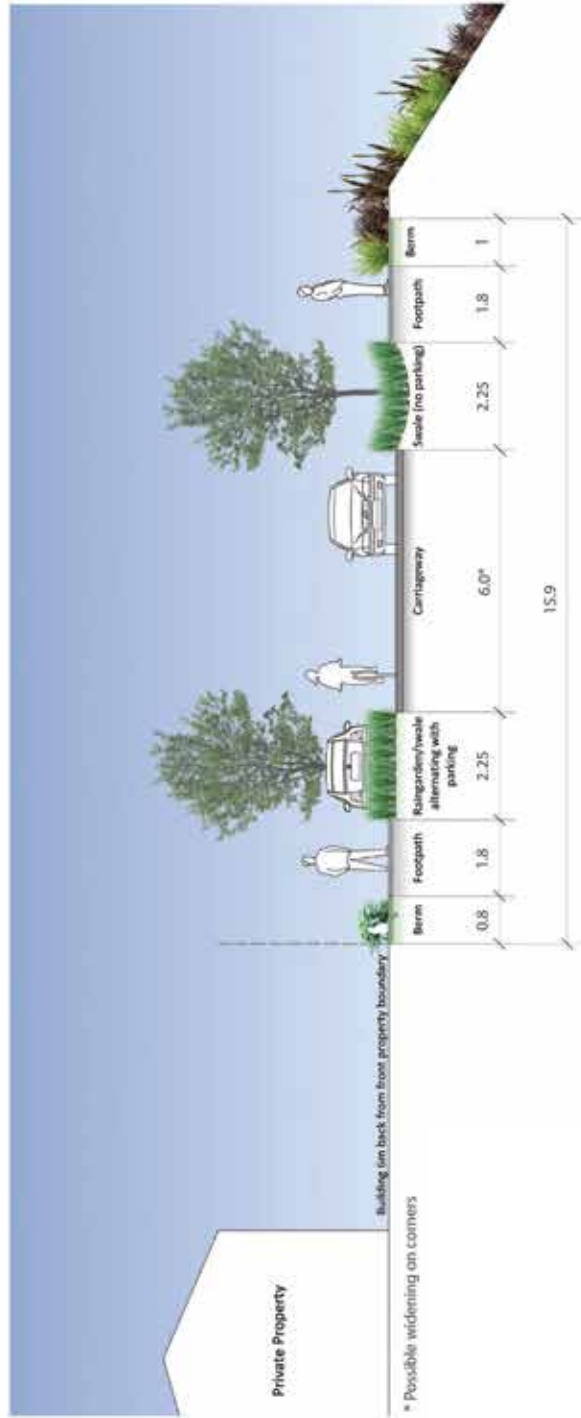 Private Property
Building 6m back from front property boundary
Berm
Footpath
Raingarden/swale
alternating with
parking
Carriageway
Swale (no parking)
Footpath
Berm
0.8
1.8
2.25
6.0*
2.25
1.8
1
15.9
* Possible widening on corners